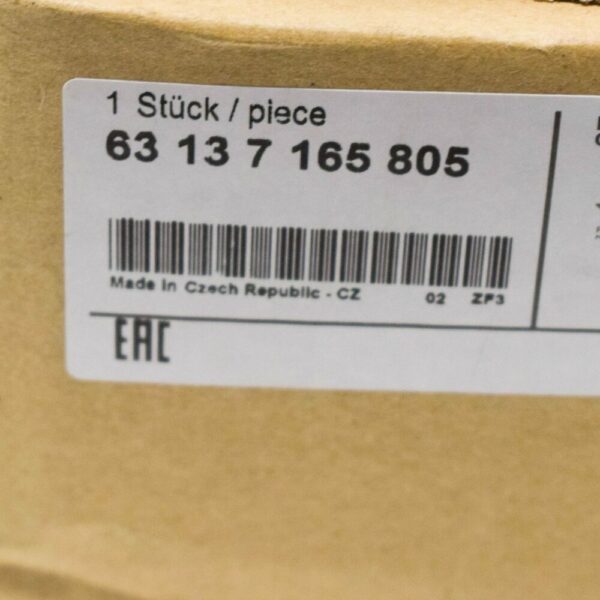 1 Stück / piece
63 13 7 165 805
Made in Czech Republic - CZ 02 ZF3
EAC